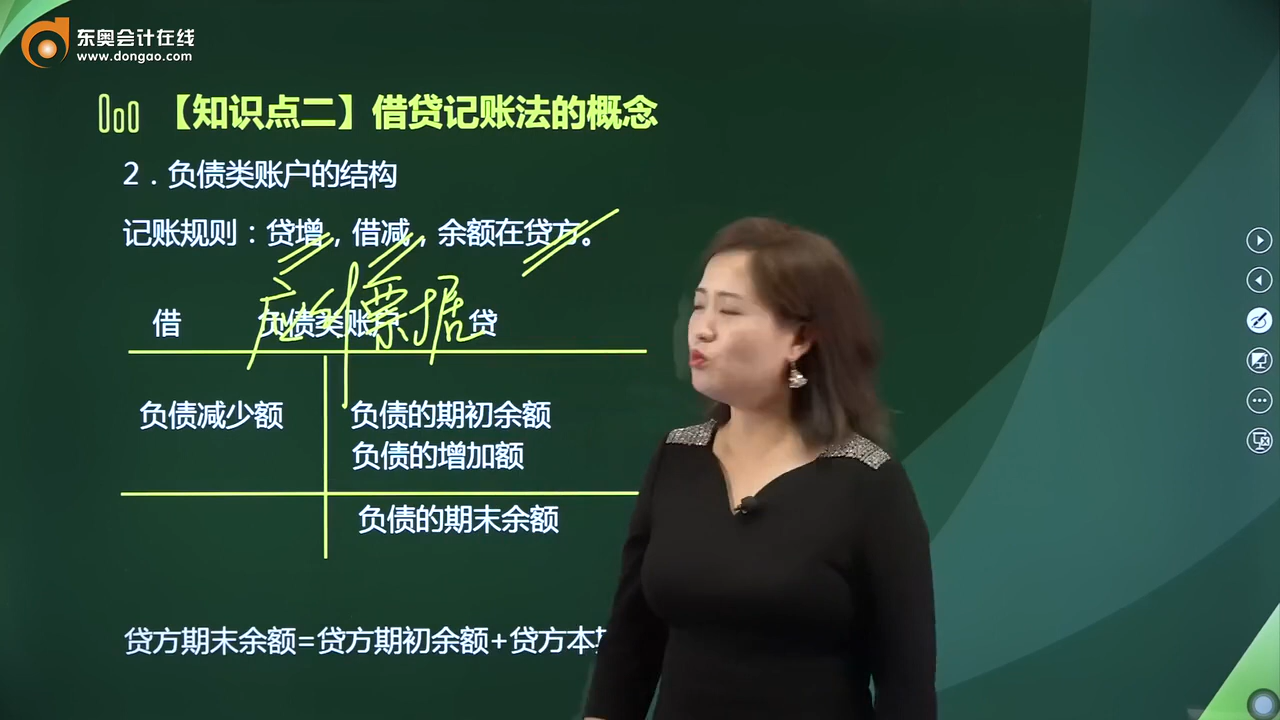 东奥会计在线
www.dongao.com
【知识点二】借贷记账法的概念
2．负债类账户的结构
记账规则：贷增，借减，余额在贷方。
应付票据
借 负债类账户 贷
负债减少额 负债的期初余额
负债的增加额
负债的期末余额
贷方期末余额=贷方期初余额+贷方本